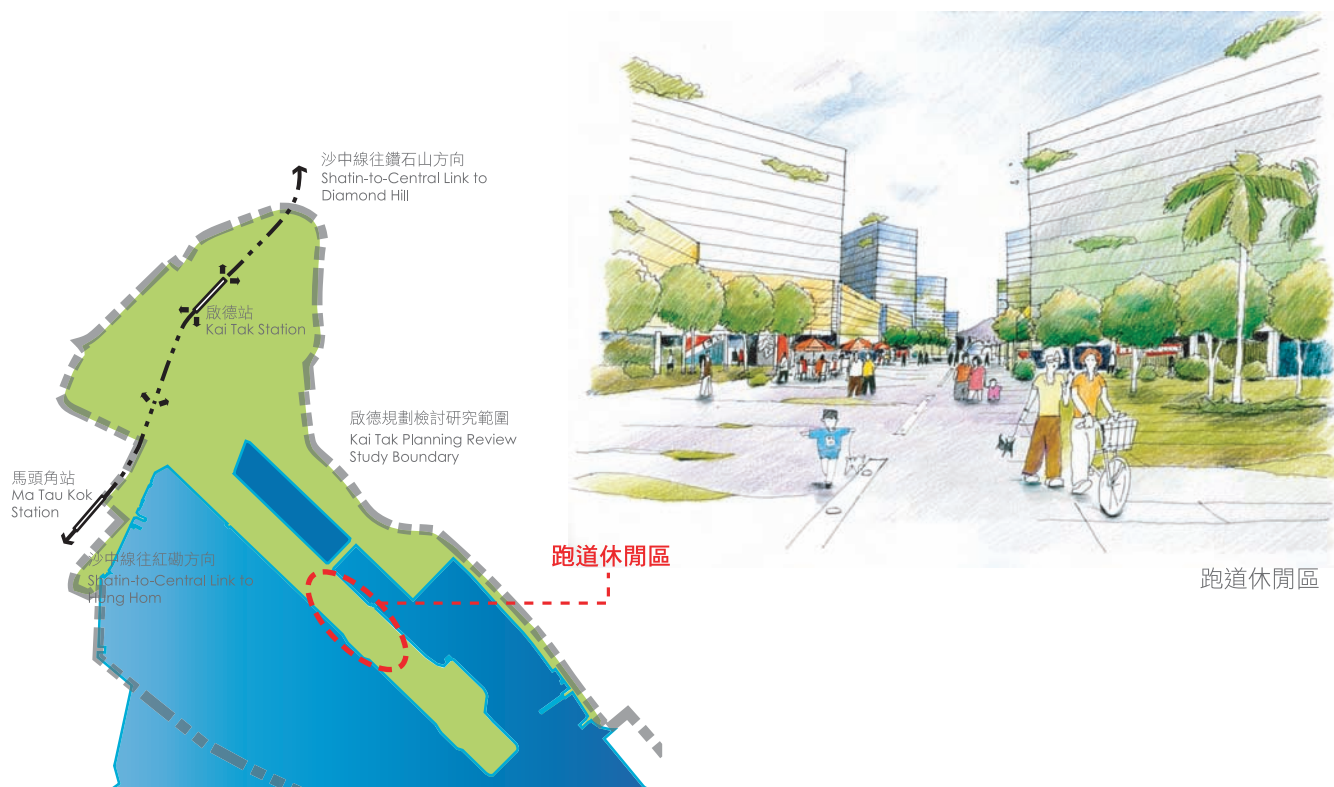 沙中線往鑽石山方向
Shatin-to-Central Link to
Diamond Hill
啟德站
Kai Tak Station
啟德規劃檢討研究範圍
Kai Tak Planning Review
Study Boundary
馬頭角站
Ma Tau Kok
Station
沙中線往紅磡方向
Shatin-to-Central Link to
Hung Hom
跑道休閒區
跑道休閒區